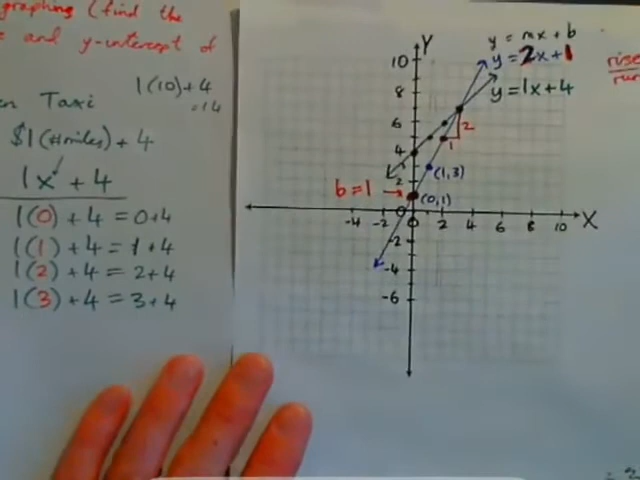 graphing (find the
and y-intercept of
Taxi
1(10)+4
=14
$1(#miles) + 4
1x + 4
1(0) + 4 = 0+4
1(1) + 4 = 1+4
1(2) + 4 = 2+4
1(3) + 4 = 3+4
Y
y = mx + b
y = 2x + 1
y = 1x + 4
rise
10
8
6
4
2
0
-2
-4
-6
2
1
(1,3)
b = 1
(0,1)
-4 -2 0 2 4 6 8 10
X